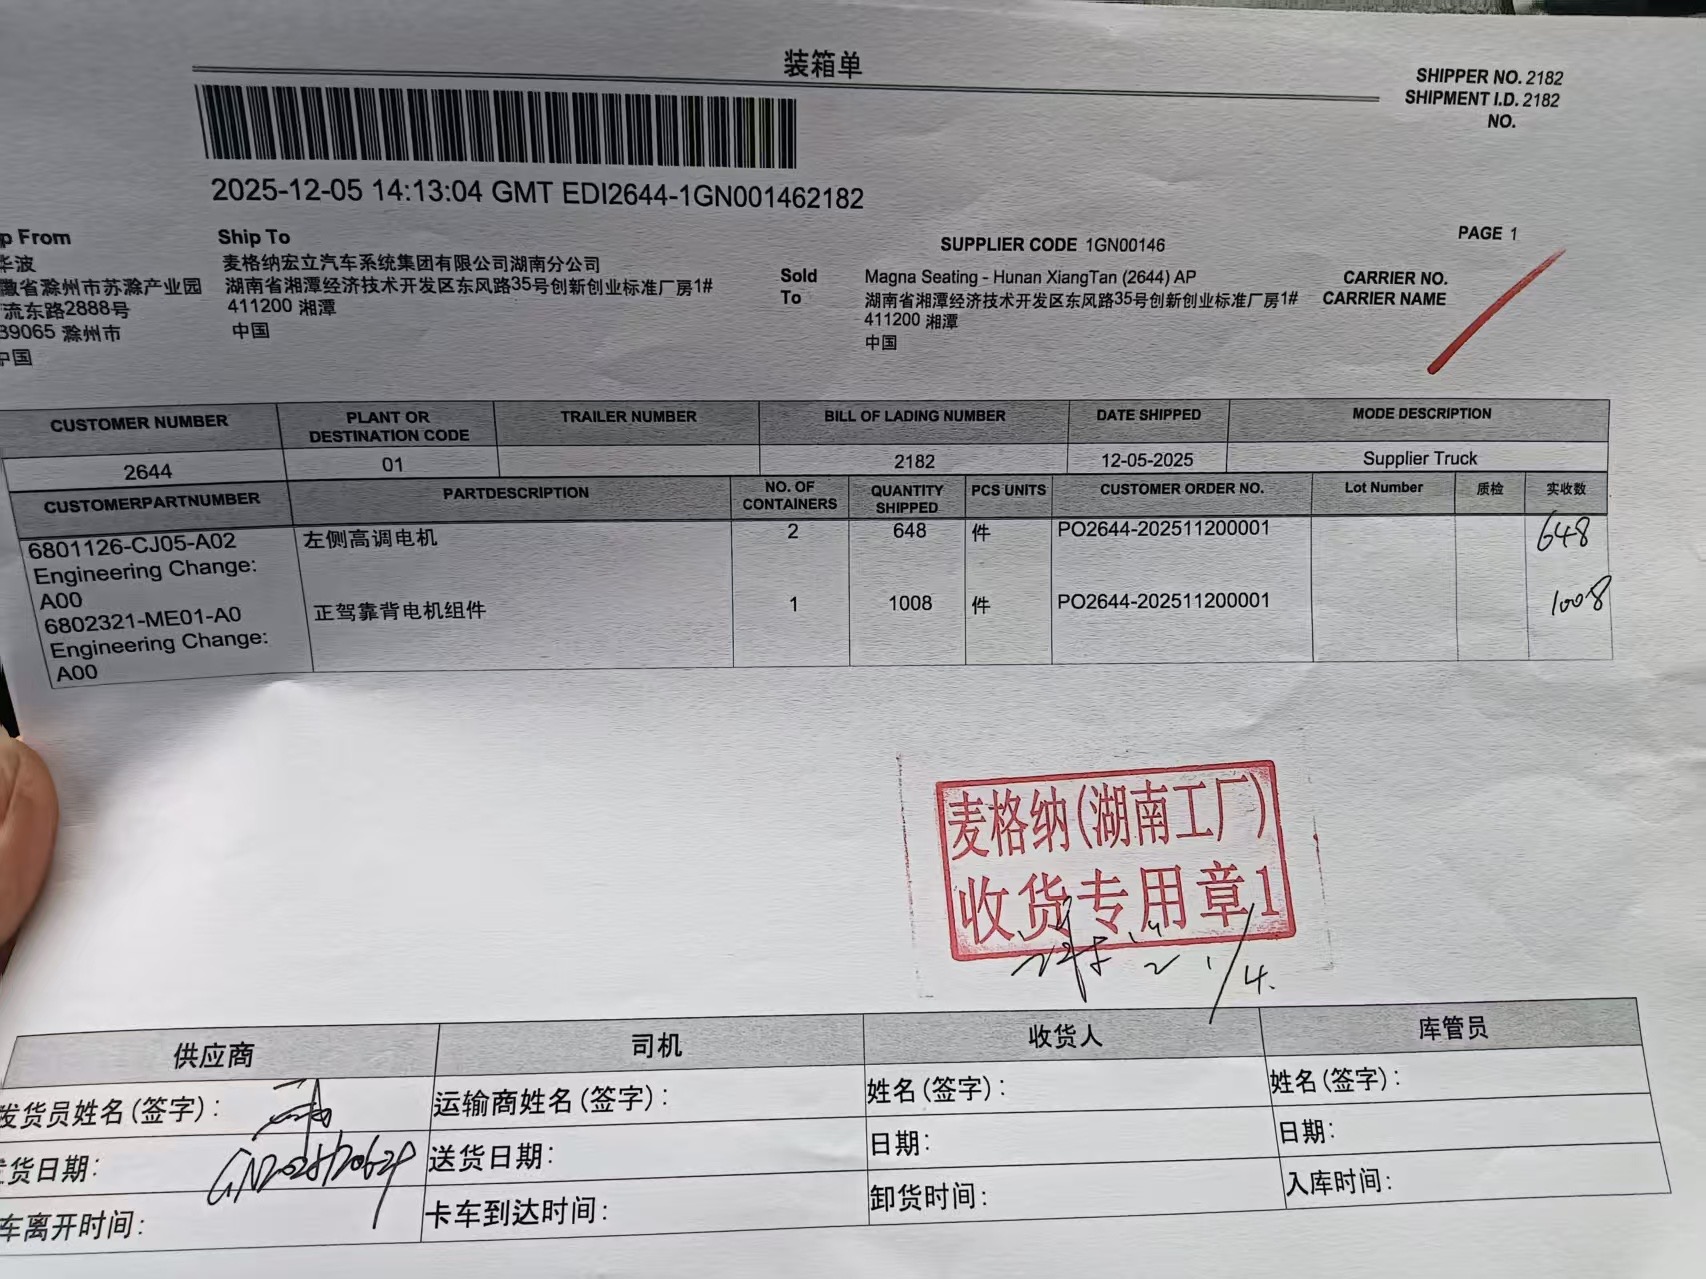 装箱单
SHIPPER NO. 2182
SHIPMENT I.D. 2182
NO.
2025-12-05 14:13:04 GMT EDI2644-1GN001462182
PAGE 1
p From
华波
徽省滁州市苏滁产业园
流东路2888号
39065 滁州市
中国
Ship To
麦格纳宏立汽车系统集团有限公司湖南分公司
湖南省湘潭经济技术开发区东风路35号创新创业标准厂房1#
411200 湘潭
中国
SUPPLIER CODE 1GN00146
Sold To
Magna Seating - Hunan XiangTan (2644) AP
湖南省湘潭经济技术开发区东风路35号创新创业标准厂房1#
411200 湘潭
中国
CARRIER NO.
CARRIER NAME
CUSTOMER NUMBER PLANT OR DESTINATION CODE TRAILER NUMBER BILL OF LADING NUMBER DATE SHIPPED MODE DESCRIPTION
2644 01 2182 12-05-2025 Supplier Truck
CUSTOMERPARTNUMBER PARTDESCRIPTION NO. OF CONTAINERS QUANTITY SHIPPED PCS UNITS CUSTOMER ORDER NO. Lot Number 质检 实收数
6801126-CJ05-A02 左侧高调电机 2 648 件 PO2644-202511200001 648
Engineering Change:
A00
6802321-ME01-A0 正驾靠背电机组件 1 1008 件 PO2644-202511200001 1008
Engineering Change:
A00
麦格纳(湖南工厂)
收货专用章1
供应商 司机 收货人 库管员
发货员姓名(签字): 运输商姓名(签字): 姓名(签字): 姓名(签字):
货日期: 送货日期: 日期: 日期:
车离开时间: 卡车到达时间: 卸货时间: 入库时间: